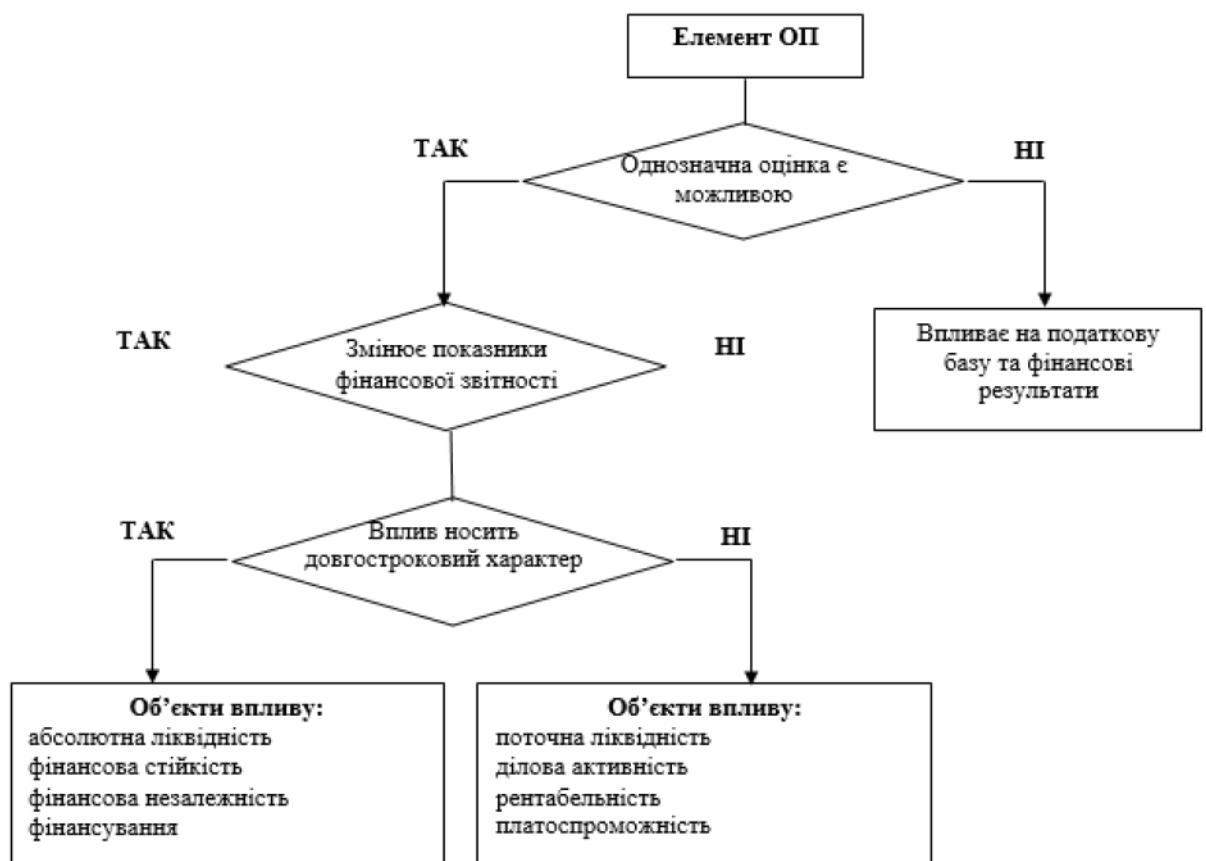 Елемент ОП
ТАК
НІ
Однозначна оцінка є
можливою
ТАК
НІ
Змінює показники
фінансової звітності
Впливає на податкову
базу та фінансові
результати
ТАК
НІ
Вплив носить
довгостроковий характер
Об’єкти впливу:
абсолютна ліквідність
фінансова стійкість
фінансова незалежність
фінансування
Об’єкти впливу:
поточна ліквідність
ділова активність
рентабельність
платоспроможність